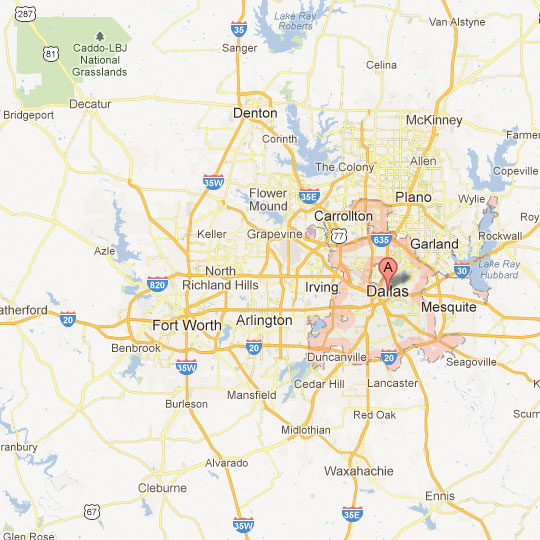 287
Lake Ray
Roberts
Van Alstyne
35
Caddo-LBJ
National
Grasslands
81
Sanger
Celina
Decatur
Bridgeport
Denton
McKinney
Corinth
Farmer
The Colony
Allen
35W
Copeville
35E
Flower
Mound
Plano
Wylie
Carrollton
Keller
Grapevine
77
635
Garland
Rockwall
Azle
Lake Ray
Hubbard
A
North
Richland Hills
820
Irving
30
Dallas
Mesquite
eatherford
20
Fort Worth
Arlington
Benbrook
20
Duncanville
20
Seagoville
35W
Cedar Hill
Lancaster
Mansfield
Burleson
Red Oak
Scurr
Midlothian
ranbury
Alvarado
Waxahachie
Cleburne
Ennis
67
35E
35W
Glen Rose